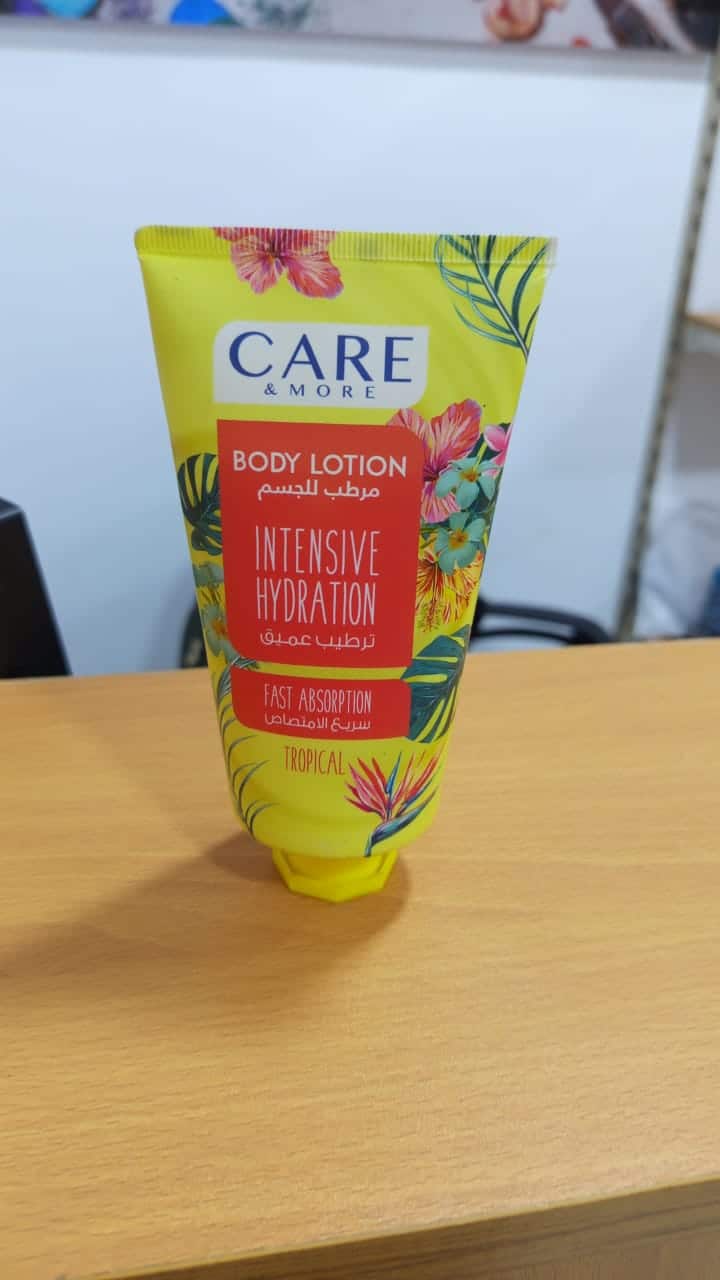 CARE
& MORE
BODY LOTION
مرطب للجسم
INTENSIVE
HYDRATION
ترطيب عميق
FAST ABSORPTION
سريع الامتصاص
TROPICAL